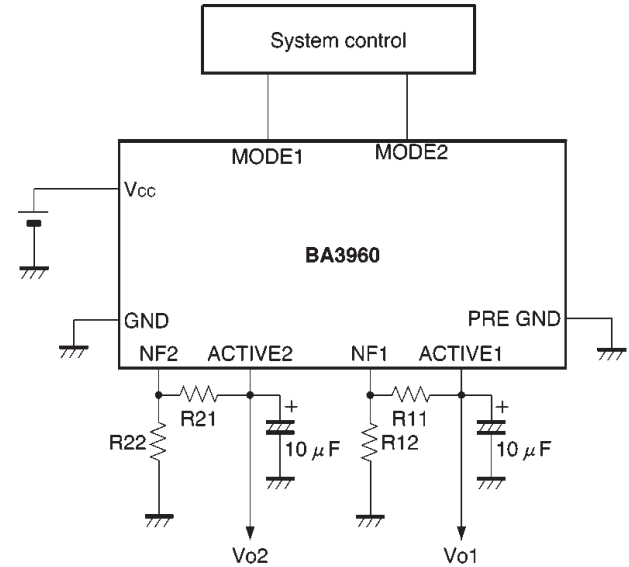 System control
MODE1
MODE2
Vcc
BA3960
GND
PRE GND
NF2
ACTIVE2
NF1
ACTIVE1
+
+
R21
R11
R22
10 μF
R12
10 μF
Vo2
Vo1